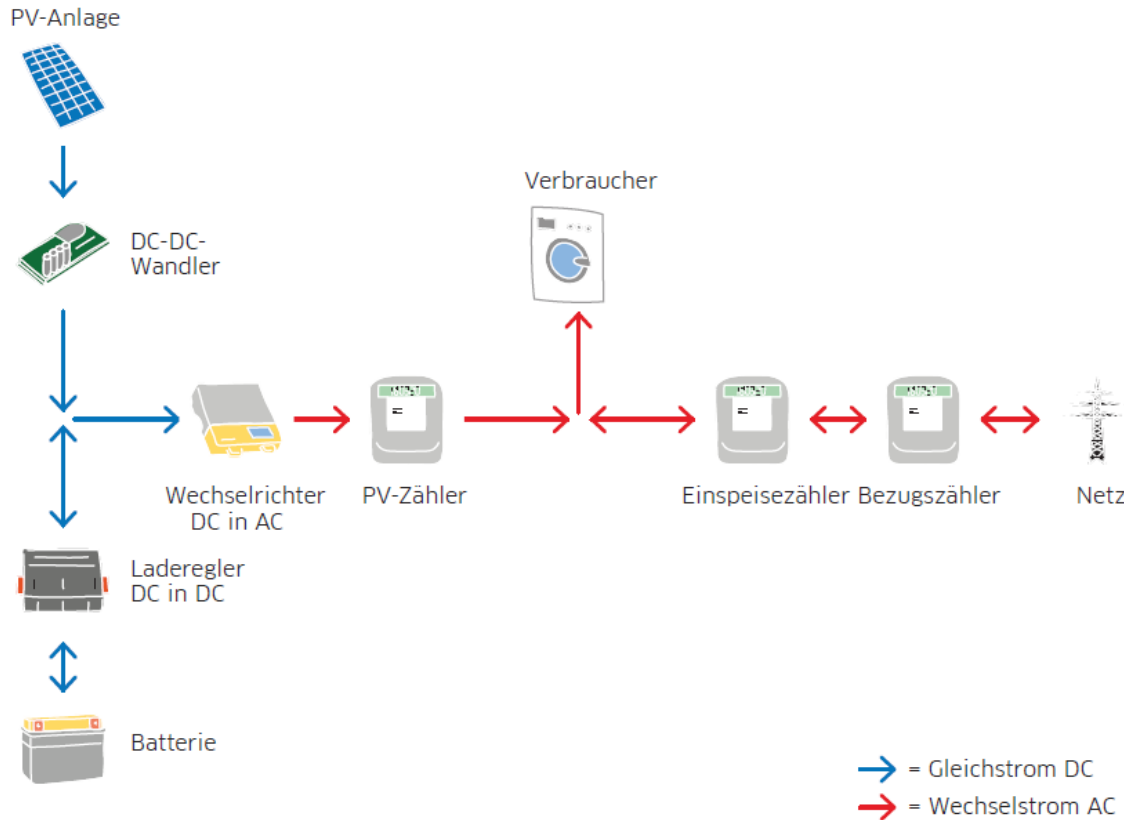 PV-Anlage
Verbraucher
DC-DC-
Wandler
Wechselrichter
DC in AC
PV-Zähler
Einspeisezähler
Bezugszähler
Netz
Laderegler
DC in DC
Batterie
= Gleichstrom DC
= Wechselstrom AC